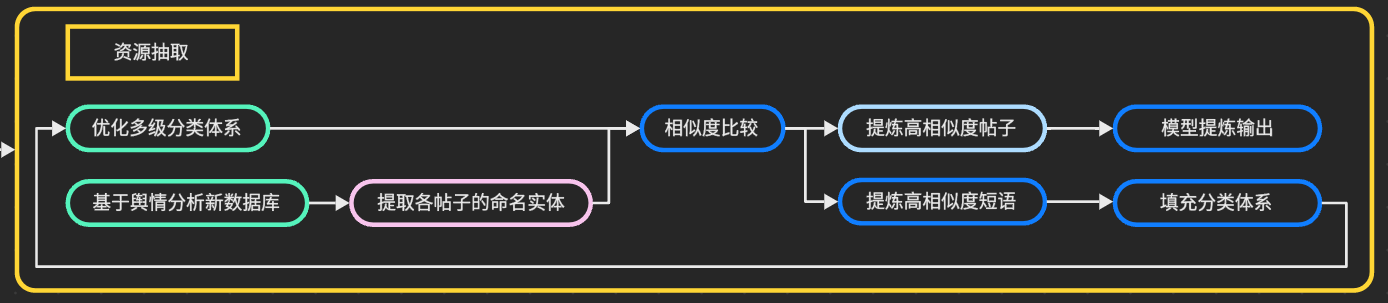 资源抽取
优化多级分类体系
相似度比较
提炼高相似度帖子
模型提炼输出
基于舆情分析新数据库
提取各帖子的命名实体
提炼高相似度短语
填充分类体系